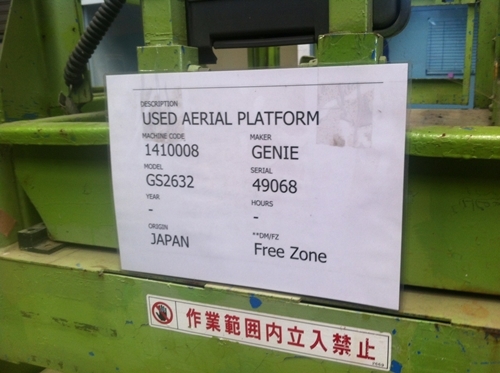 DESCRIPTION
USED AERIAL PLATFORM
MACHINE CODE MAKER
1410008 GENIE
MODEL SERIAL
GS2632 49068
YEAR HOURS
- -
ORIGIN **DM/FZ
JAPAN Free Zone
作業範囲内立入禁止